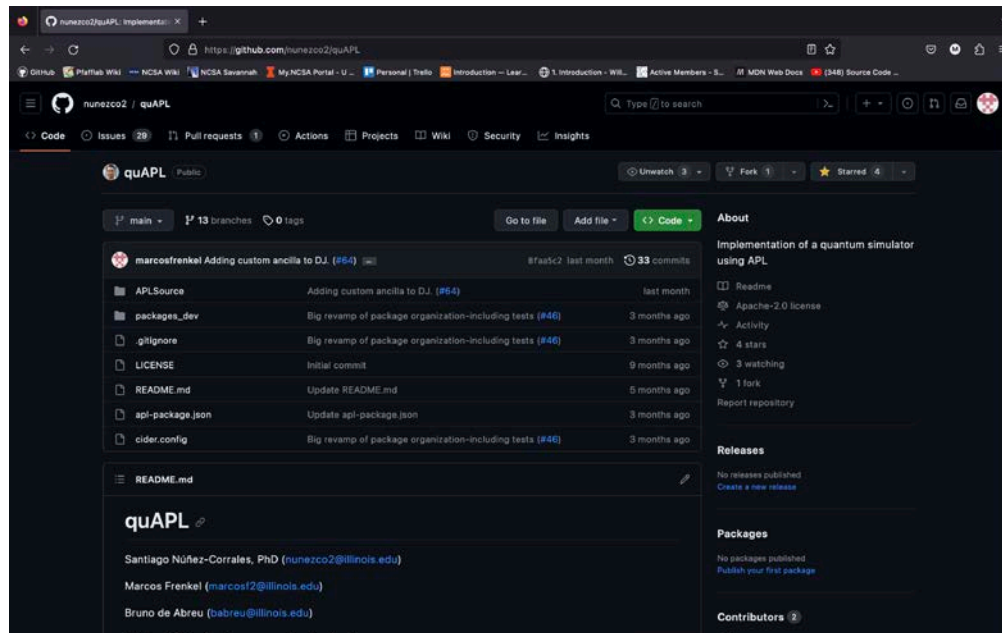 nunezco2/quAPL: Implementati
https://github.com/nunezco2/quAPL
GitHub Pfafflab Wiki NCSA Wiki NCSA Savannah My.NCSA Portal - U ... Personal | Trello Introduction — Lear... 1. Introduction - Wil... Active Members - S... MDN Web Docs (348) Source Code ...
nunezco2 / quAPL
Type / to search
Code Issues 29 Pull requests 1 Actions Projects Wiki Security Insights
quAPL Public
Unwatch 3 Fork 1 Starred 4
main 13 branches 0 tags
Go to file Add file Code
marcosfrenkel Adding custom ancilla to DJ. (#64) ...
8faa5c2 last month 33 commits
APLSource Adding custom ancilla to DJ. (#64) last month
packages_dev Big revamp of package organization-including tests (#46) 3 months ago
.gitignore Big revamp of package organization-including tests (#46) 3 months ago
LICENSE Initial commit 9 months ago
README.md Update README.md 5 months ago
apl-package.json Update apl-package.json 3 months ago
cider.config Big revamp of package organization-including tests (#46) 3 months ago
README.md
quAPL
Santiago Núñez-Corrales, PhD (nunezco2@illinois.edu)
Marcos Frenkel (marcosf2@illinois.edu)
Bruno de Abreu (babreu@illinois.edu)
About
Implementation of a quantum simulator
using APL
Readme
Apache-2.0 license
Activity
4 stars
3 watching
1 fork
Report repository
Releases
No releases published
Create a new release
Packages
No packages published
Publish your first package
Contributors 2